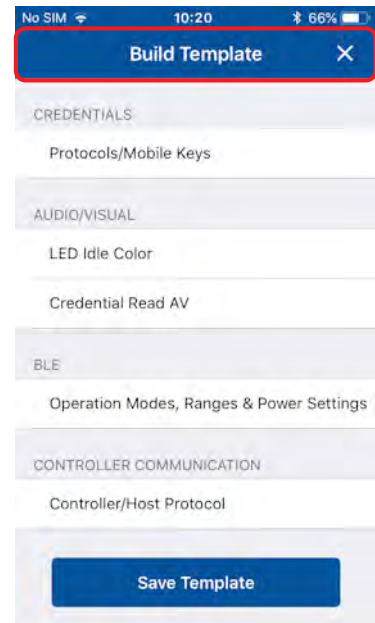 No SIM 10:20 66%
Build Template ×
CREDENTIALS
Protocols/Mobile Keys
AUDIO/VISUAL
LED Idle Color
Credential Read AV
BLE
Operation Modes, Ranges & Power Settings
CONTROLLER COMMUNICATION
Controller/Host Protocol
Save Template